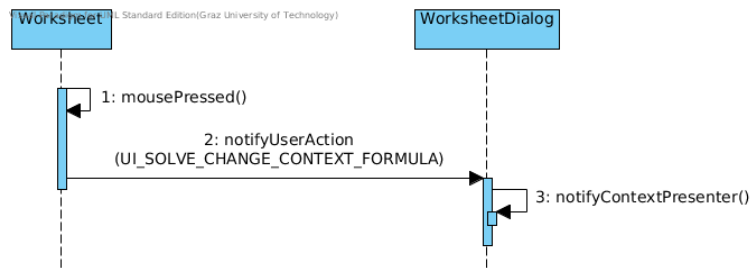 UML Standard Edition(Graz University of Technology)
Worksheet
WorksheetDialog
1: mousePressed()
2: notifyUserAction
(UI_SOLVE_CHANGE_CONTEXT_FORMULA)
3: notifyContextPresenter()